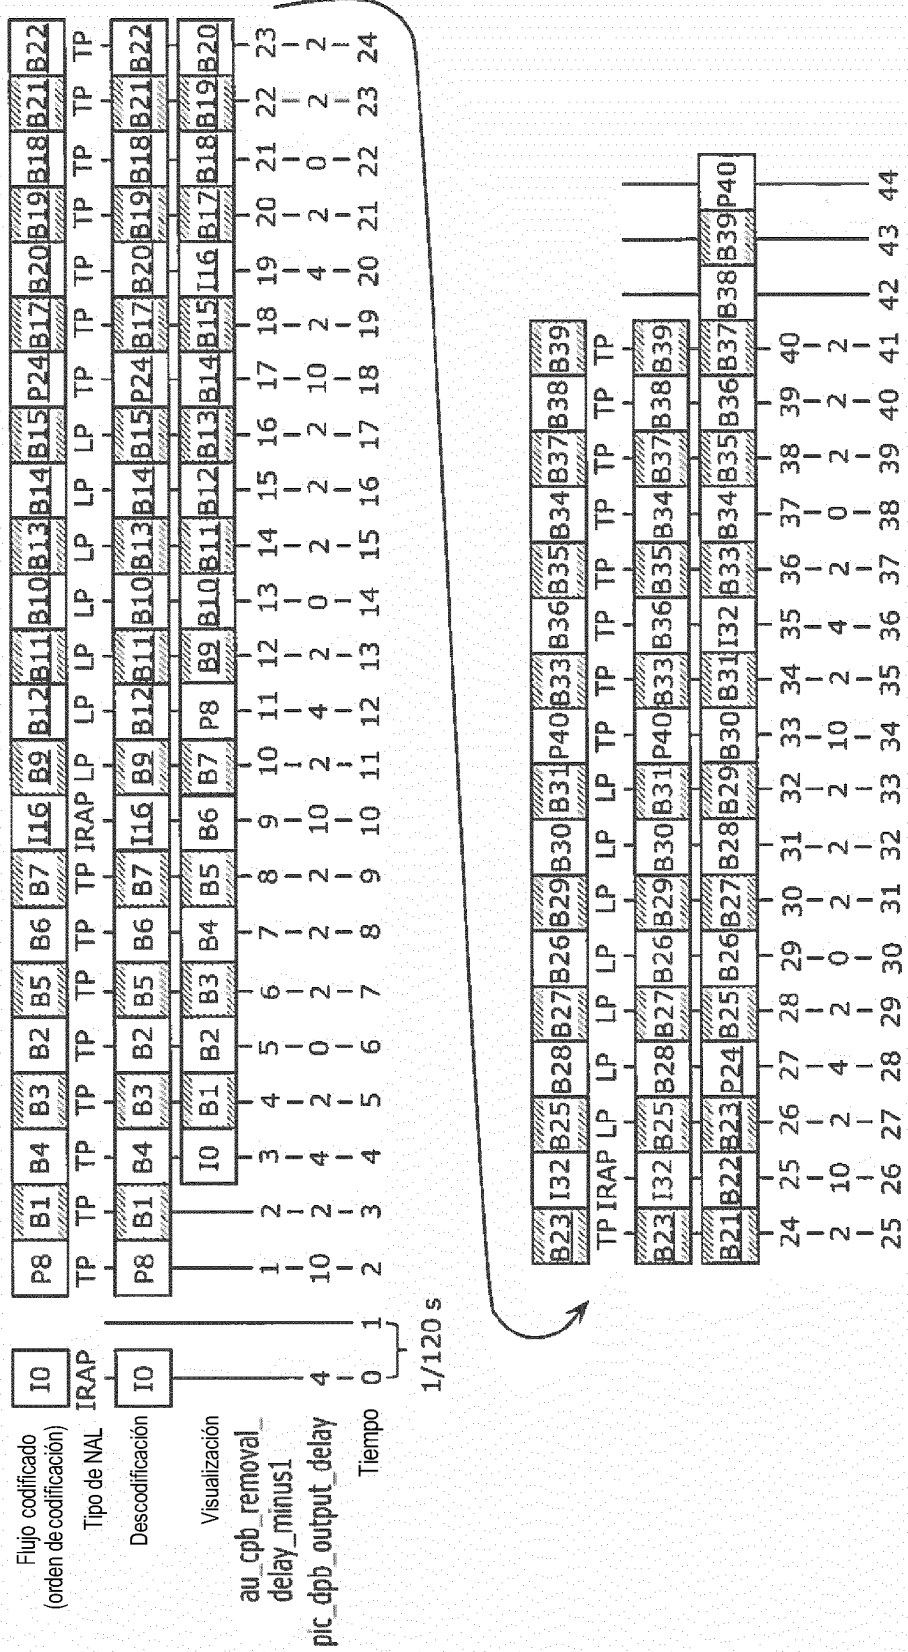 Flujo codificado
(orden de codificación)
I0 P8 B1 B4 B3 B2 B5 B6 B7 I16 B9 B12 B11 B10 B13 B14 B15 P24 B17 B20 B19 B18 B21 B22
Tipo de NAL
IRAP TP TP TP TP TP TP TP TP IRAP LP LP LP LP LP LP LP TP TP TP TP TP TP TP
Descodificación
I0 P8 B1 B4 B3 B2 B5 B6 B7 I16 B9 B12 B11 B10 B13 B14 B15 P24 B17 B20 B19 B18 B21 B22
Visualización
I0 B1 B2 B3 B4 B5 B6 B7 P8 B9 B10 B11 B12 B13 B14 B15 I16 B17 B18 B19 B20
au_cpb_removal_
delay_minus1
1 2 3 4 5 6 7 8 9 10 11 12 13 14 15 16 17 18 19 20 21 22 23
pic_dpb_output_delay
4 10 2 4 2 0 2 2 2 10 2 4 2 0 2 2 2 10 2 4 2 0 2 2
Tiempo
0 1 2 3 4 5 6 7 8 9 10 11 12 13 14 15 16 17 18 19 20 21 22 23 24
1/120 s
B23 I32 B25 B28 B27 B26 B29 B30 B31 P40 B33 B36 B35 B34 B37 B38 B39
TP IRAP LP LP LP LP LP LP LP TP TP TP TP TP TP TP TP
B23 I32 B25 B28 B27 B26 B29 B30 B31 P40 B33 B36 B35 B34 B37 B38 B39
B21 B22 B23 P24 B25 B26 B27 B28 B29 B30 B31 I32 B33 B34 B35 B36 B37 B38 B39 P40
24 25 26 27 28 29 30 31 32 33 34 35 36 37 38 39 40
2 10 2 4 2 0 2 2 2 10 2 4 2 0 2 2 2
25 26 27 28 29 30 31 32 33 34 35 36 37 38 39 40 41 42 43 44